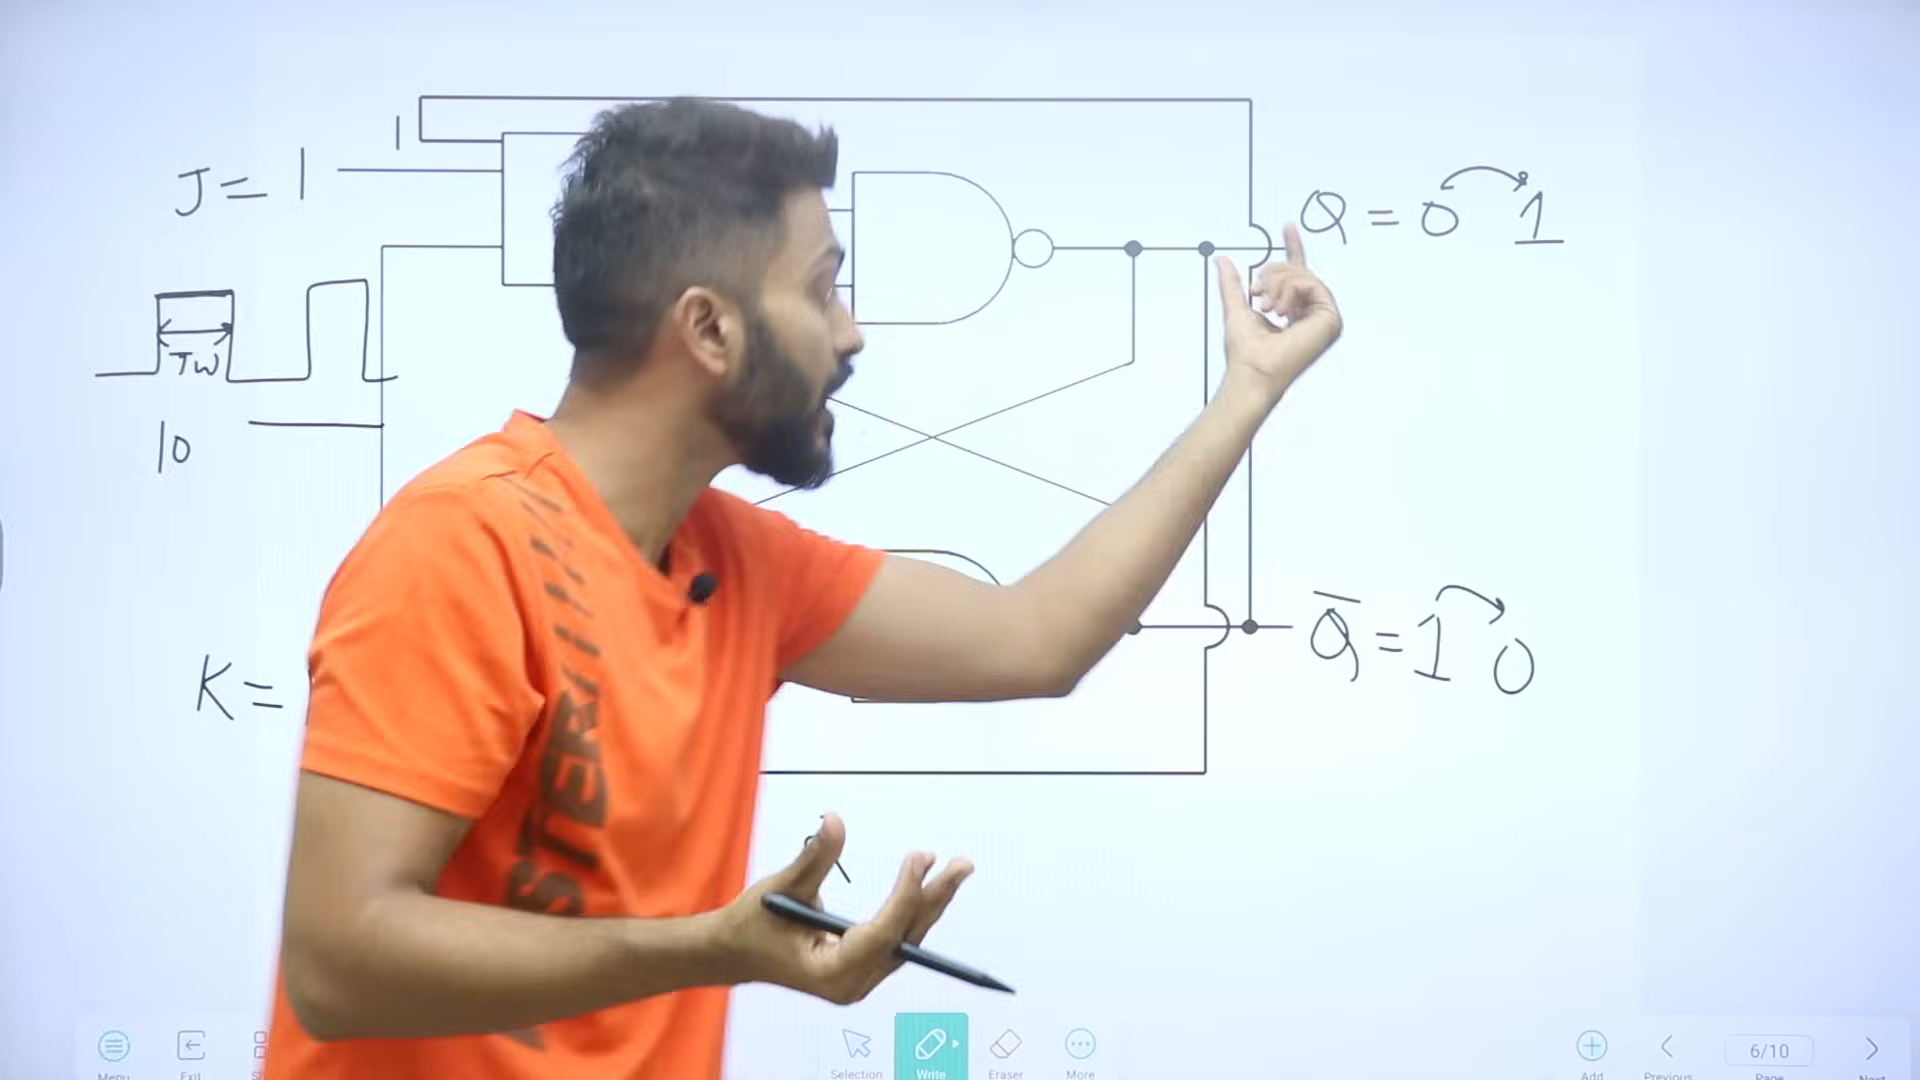 1
J = 1
Q = 0 1
Tw
10
Q̅ = 1 0
K =
STER
Menu
Exit
Selection
Write
Eraser
More
Add
Previous
6/10
Page
Next